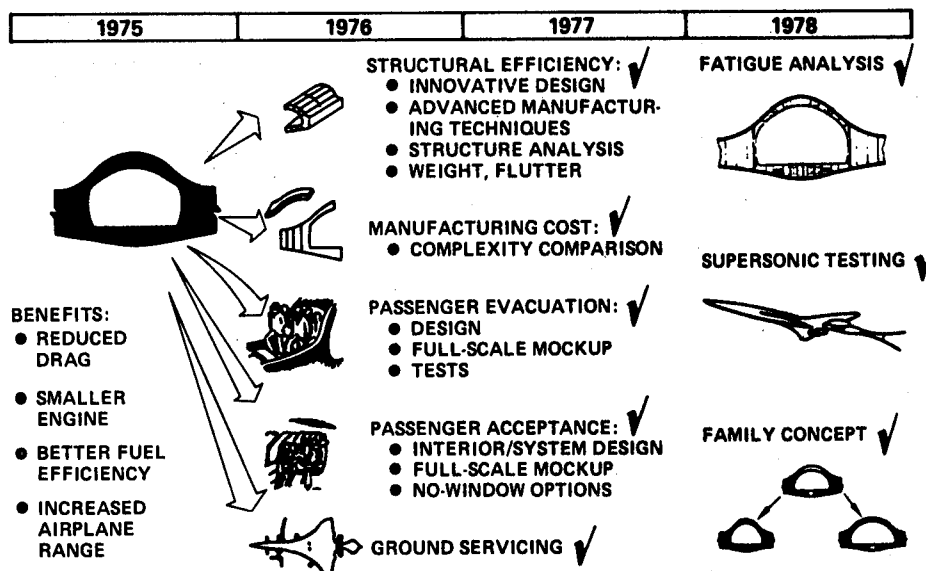 1975
1976
1977
1978
BENEFITS:
● REDUCED
DRAG
● SMALLER
ENGINE
● BETTER FUEL
EFFICIENCY
● INCREASED
AIRPLANE
RANGE
STRUCTURAL EFFICIENCY: ✓
● INNOVATIVE DESIGN
● ADVANCED MANUFACTUR-
ING TECHNIQUES
● STRUCTURE ANALYSIS
● WEIGHT, FLUTTER
MANUFACTURING COST: ✓
● COMPLEXITY COMPARISON
PASSENGER EVACUATION: ✓
● DESIGN
● FULL-SCALE MOCKUP
● TESTS
PASSENGER ACCEPTANCE: ✓
● INTERIOR/SYSTEM DESIGN
● FULL-SCALE MOCKUP
● NO-WINDOW OPTIONS
GROUND SERVICING ✓
FATIGUE ANALYSIS ✓
SUPERSONIC TESTING ✓
FAMILY CONCEPT ✓